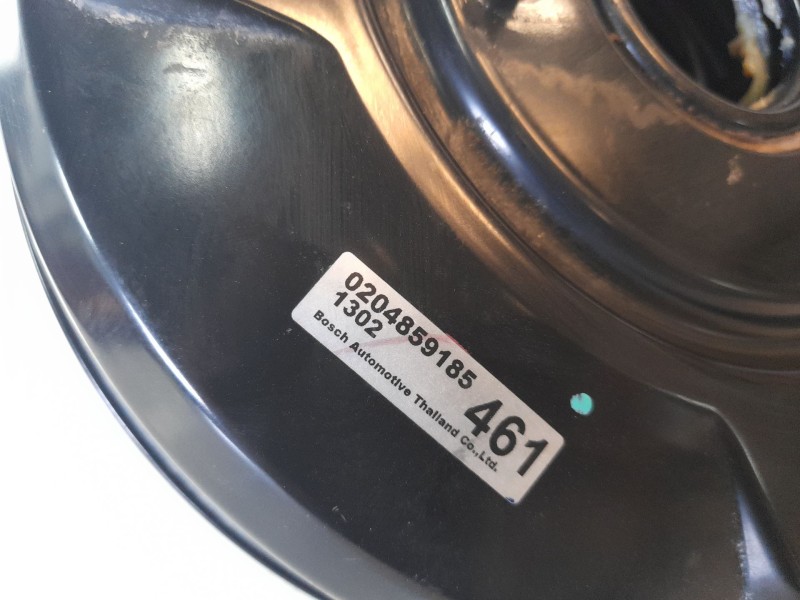 0204859185
1302
Bosch Automotive Thailand Co.,Ltd.
461